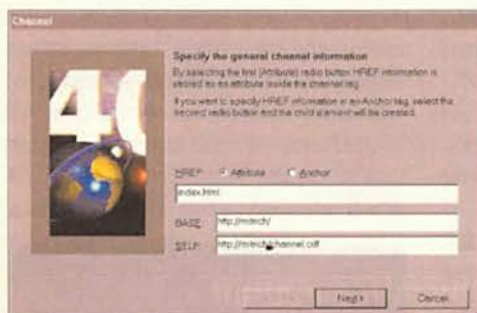 Channel
40
Specify the general channel information
By selecting the first (Attribute) radio button HREF information is
stored as an attribute inside the channel tag.
If you want to specify HREF information in an Anchor tag, select the
second radio button and the child element will be created.
HREF: Attribute Anchor
index.html
BASE: http://mirech/
SELF: channel.cdf
Next > Cancel